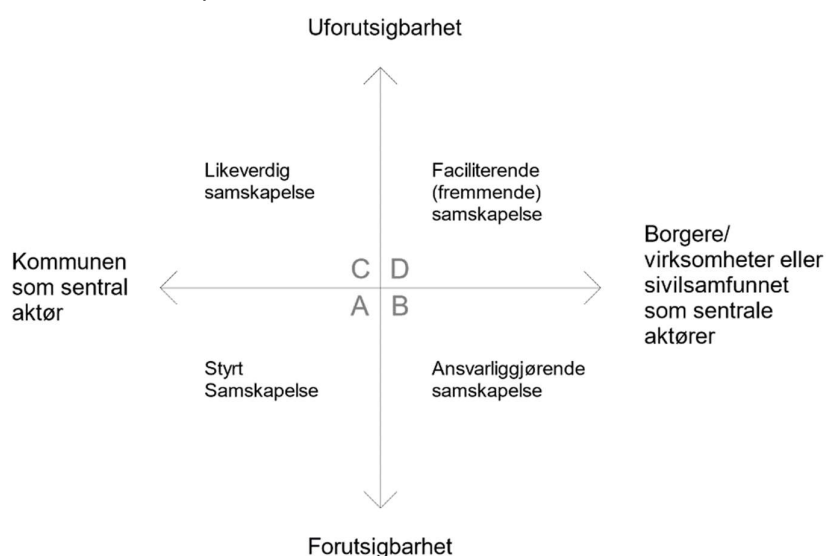 Uforutsigbarhet
Likeverdig
samskapelse
Faciliterende
(fremmende)
samskapelse
Kommunen
som sentral
aktør
Borgere/
virksomheter eller
sivilsamfunnet
som sentrale
aktører
C D
A B
Styrt
Samskapelse
Ansvarliggjørende
samskapelse
Forutsigbarhet